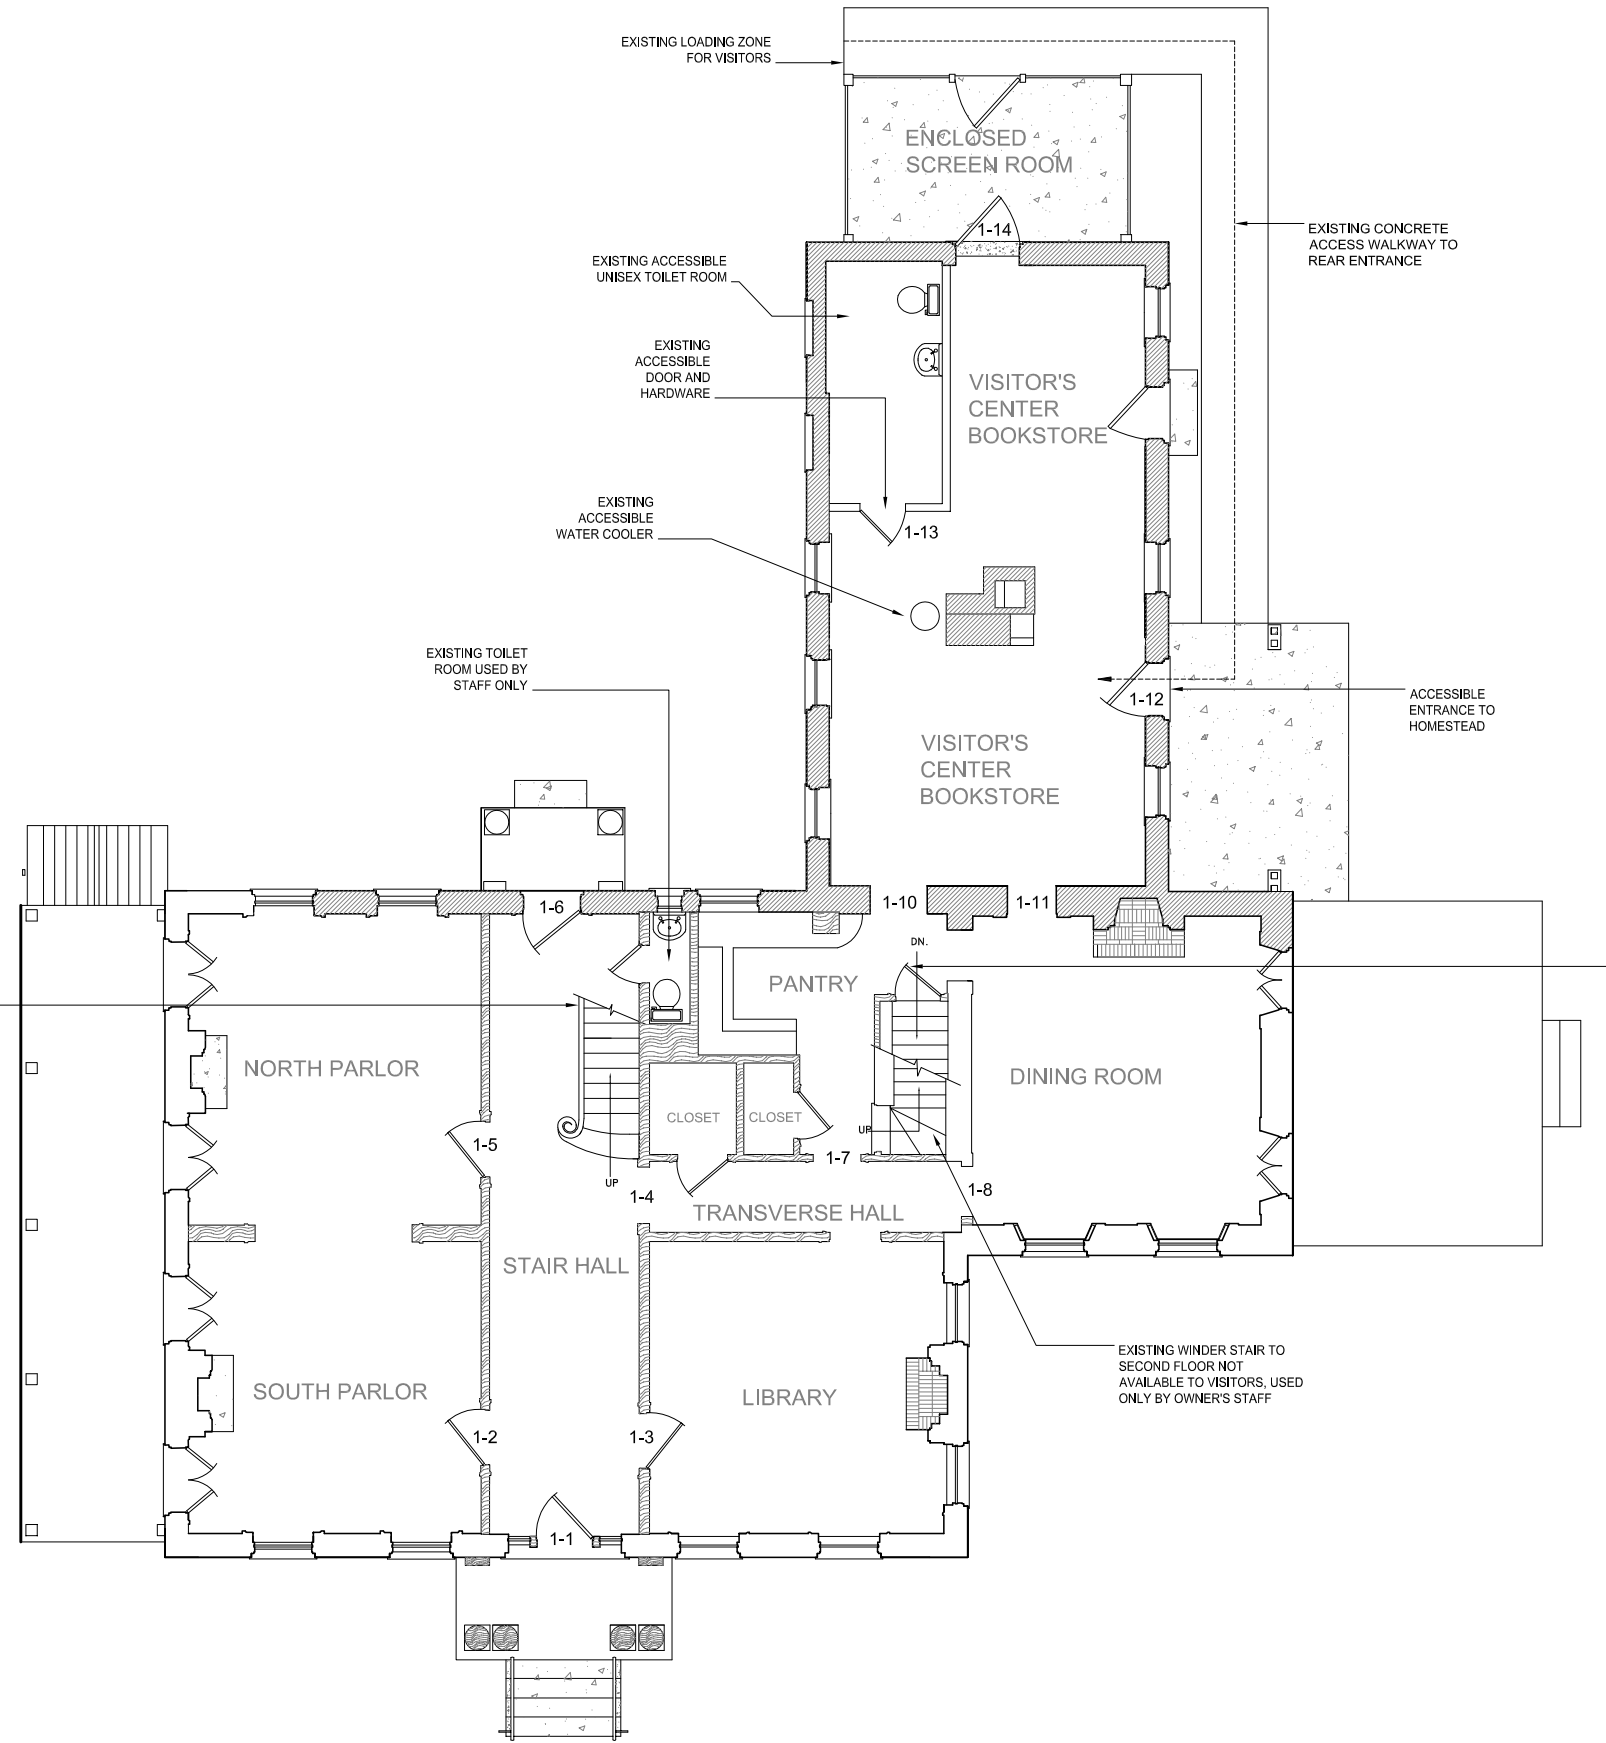 EXISTING LOADING ZONE
FOR VISITORS
ENCLOSED
SCREEN ROOM
1-14
EXISTING CONCRETE
ACCESS WALKWAY TO
REAR ENTRANCE
EXISTING ACCESSIBLE
UNISEX TOILET ROOM
EXISTING
ACCESSIBLE
DOOR AND
HARDWARE
VISITOR'S
CENTER
BOOKSTORE
EXISTING
ACCESSIBLE
WATER COOLER
1-13
EXISTING TOILET
ROOM USED BY
STAFF ONLY
1-12
ACCESSIBLE
ENTRANCE TO
HOMESTEAD
VISITOR'S
CENTER
BOOKSTORE
1-6
1-10
1-11
DN.
PANTRY
NORTH PARLOR
DINING ROOM
CLOSET
CLOSET
UP
1-5
1-7
UP
1-4
1-8
TRANSVERSE HALL
STAIR HALL
EXISTING WINDER STAIR TO
SECOND FLOOR NOT
AVAILABLE TO VISITORS, USED
ONLY BY OWNER'S STAFF
SOUTH PARLOR
LIBRARY
1-2
1-3
1-1